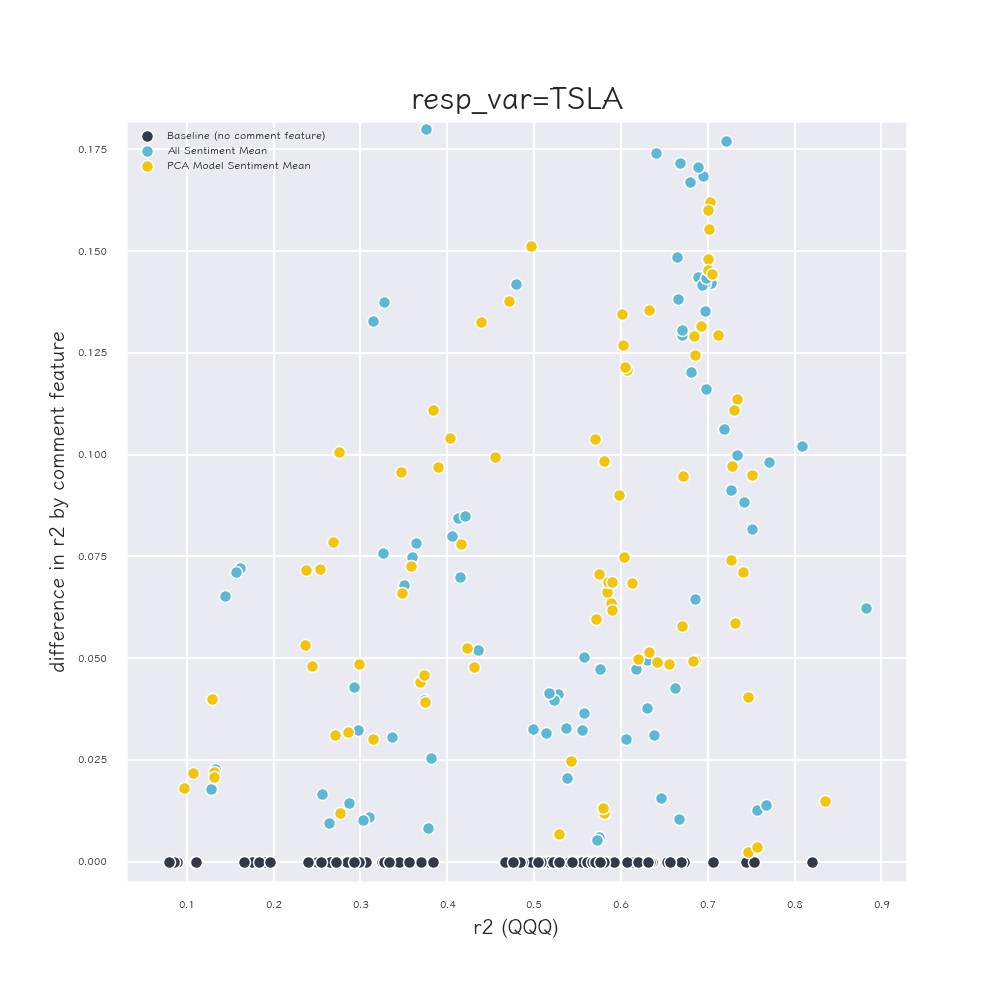 resp_var=TSLA
Baseline (no comment feature)
All Sentiment Mean
PCA Model Sentiment Mean
difference in r2 by comment feature
0.175
0.150
0.125
0.100
0.075
0.050
0.025
0.000
0.1 0.2 0.3 0.4 0.5 0.6 0.7 0.8 0.9
r2 (QQQ)